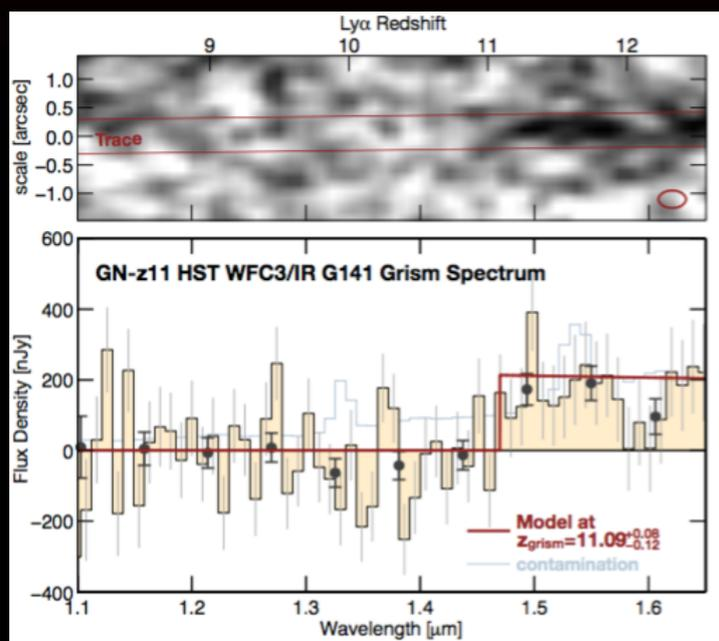 Lyα Redshift
9 10 11 12
scale [arcsec]
1.0
0.5
0.0
−0.5
−1.0
Trace
600
400
200
0
−200
−400
Flux Density [nJy]
GN-z11 HST WFC3/IR G141 Grism Spectrum
Model at
zgrism=11.09+0.08−0.12
contamination
1.1 1.2 1.3 1.4 1.5 1.6
Wavelength [μm]